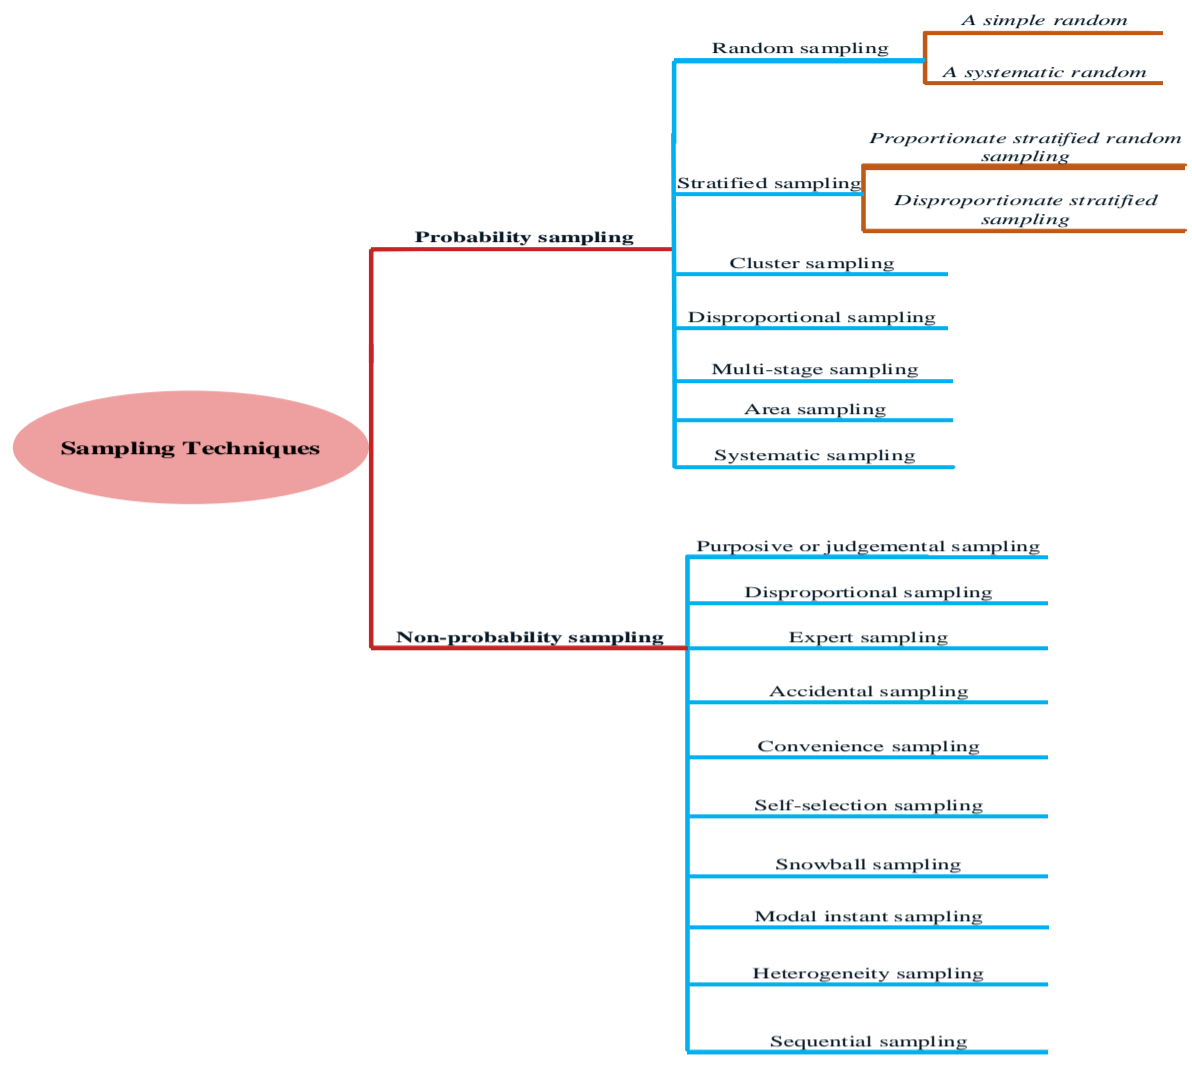 A simple random
Random sampling
A systematic random
Proportionate stratified random
sampling
Stratified sampling
Disproportionate stratified
sampling
Probability sampling
Cluster sampling
Disproportional sampling
Multi-stage sampling
Area sampling
Sampling Techniques
Systematic sampling
Purposive or judgemental sampling
Disproportional sampling
Non-probability sampling
Expert sampling
Accidental sampling
Convenience sampling
Self-selection sampling
Snowball sampling
Modal instant sampling
Heterogeneity sampling
Sequential sampling